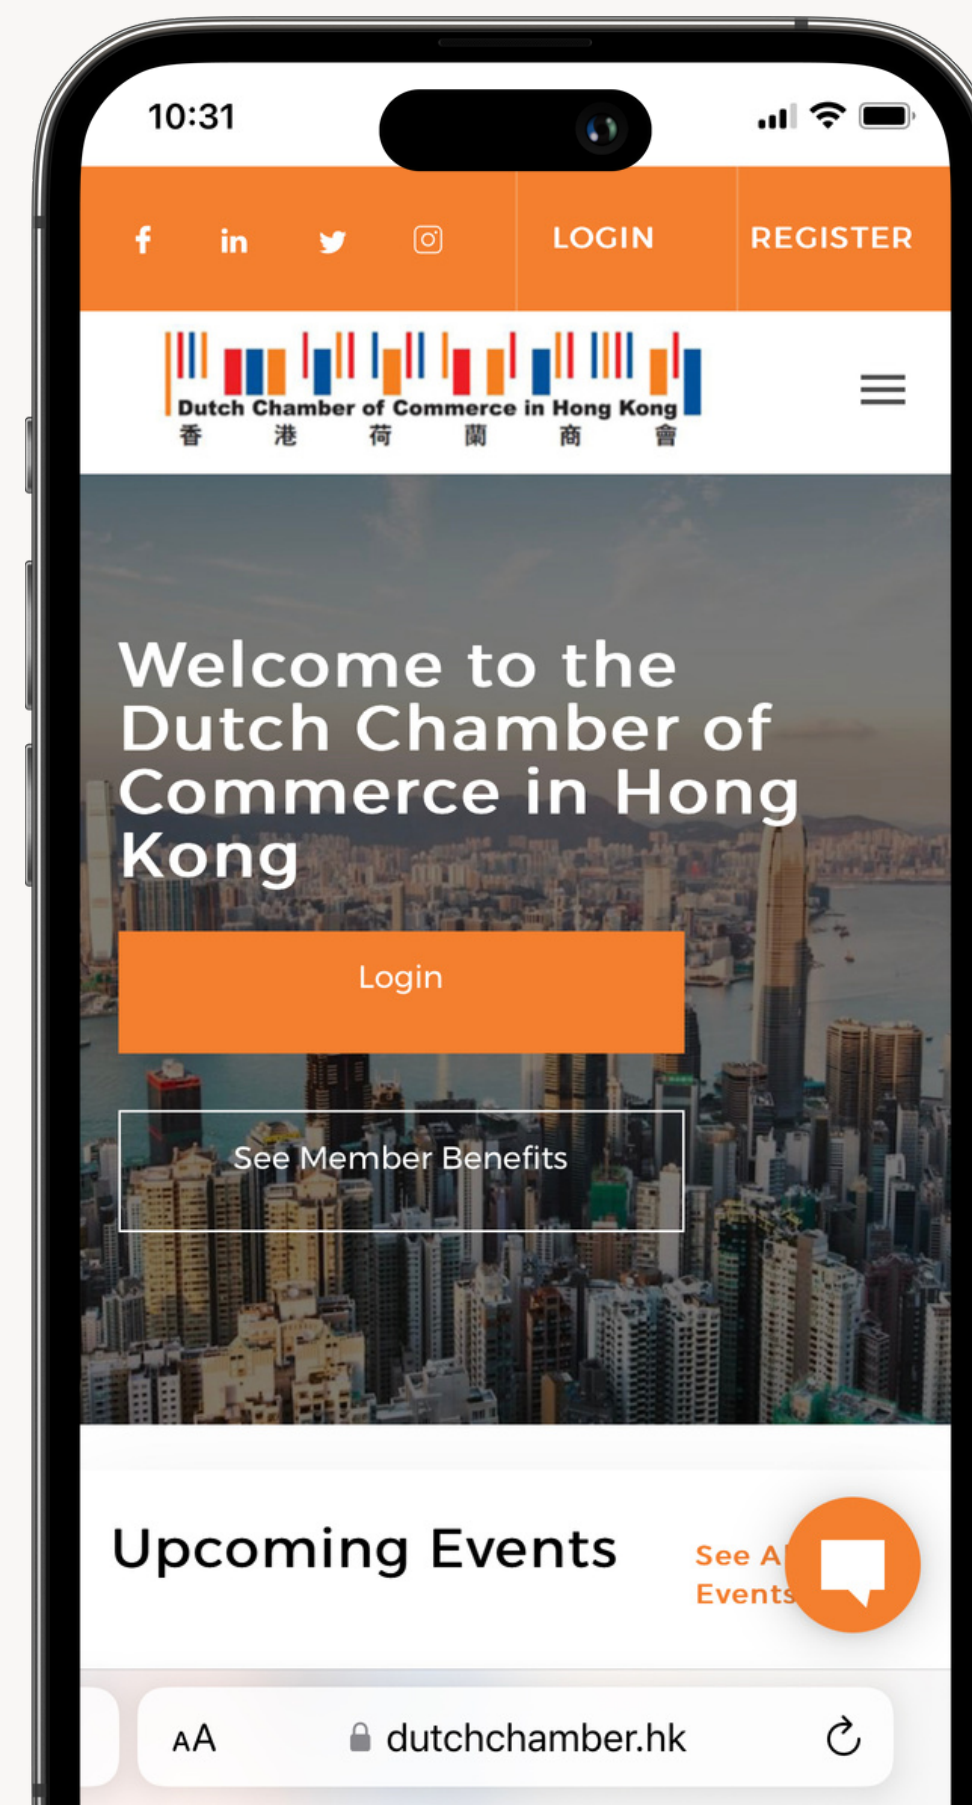 10:31
LOGIN
REGISTER
Dutch Chamber of Commerce in Hong Kong
香 港 荷 蘭 商 會
Welcome to the
Dutch Chamber of
Commerce in Hong
Kong
Login
See Member Benefits
Upcoming Events
See
Events
AA
dutchchamber.hk